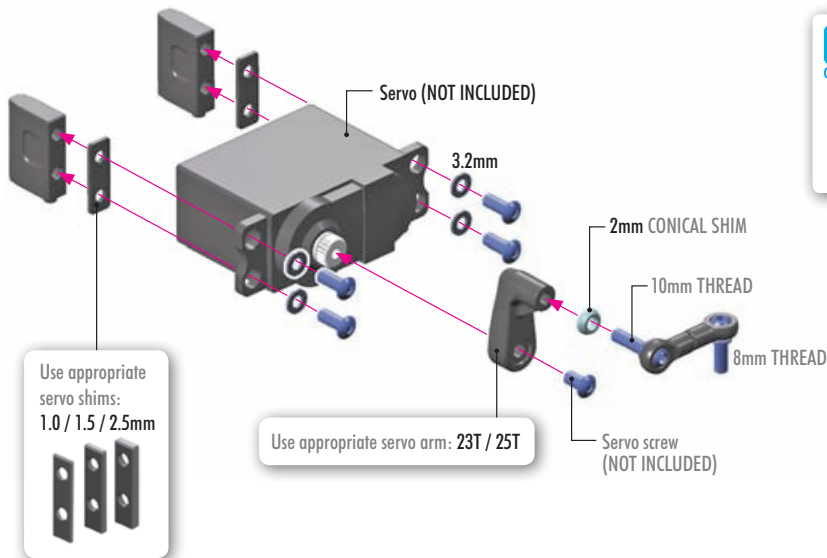 Servo (NOT INCLUDED)
3.2mm
2mm CONICAL SHIM
10mm THREAD
8mm THREAD
Use appropriate
servo shims:
1.0 / 1.5 / 2.5mm
Use appropriate servo arm: 23T / 25T
Servo screw
(NOT INCLUDED)